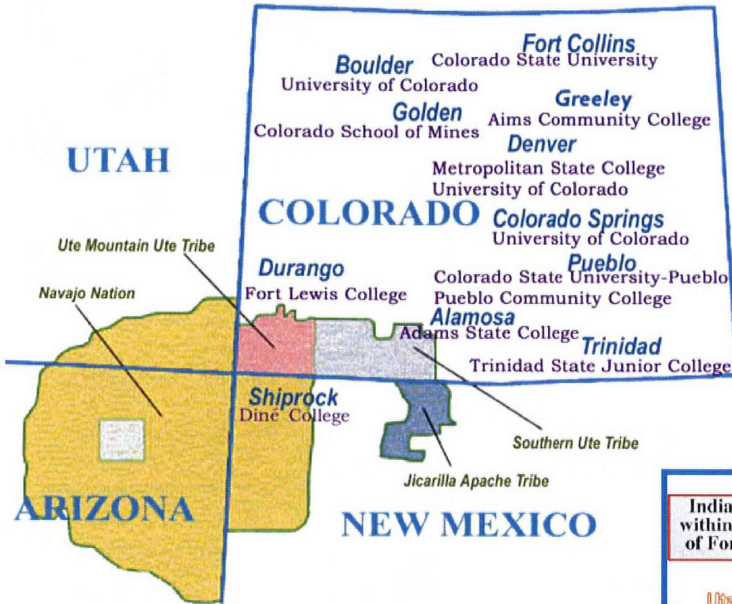 Fort Collins
Colorado State University
Boulder
University of Colorado
Golden
Colorado School of Mines
Greeley
Aims Community College
Denver
Metropolitan State College
University of Colorado
UTAH
COLORADO
Colorado Springs
University of Colorado
Ute Mountain Ute Tribe
Durango
Fort Lewis College
Pueblo
Colorado State University-Pueblo
Pueblo Community College
Navajo Nation
Alamosa
Adams State College
Trinidad
Trinidad State Junior College
Shiprock
Diné College
Southern Ute Tribe
Jicarilla Apache Tribe
ARIZONA
NEW MEXICO
within
of